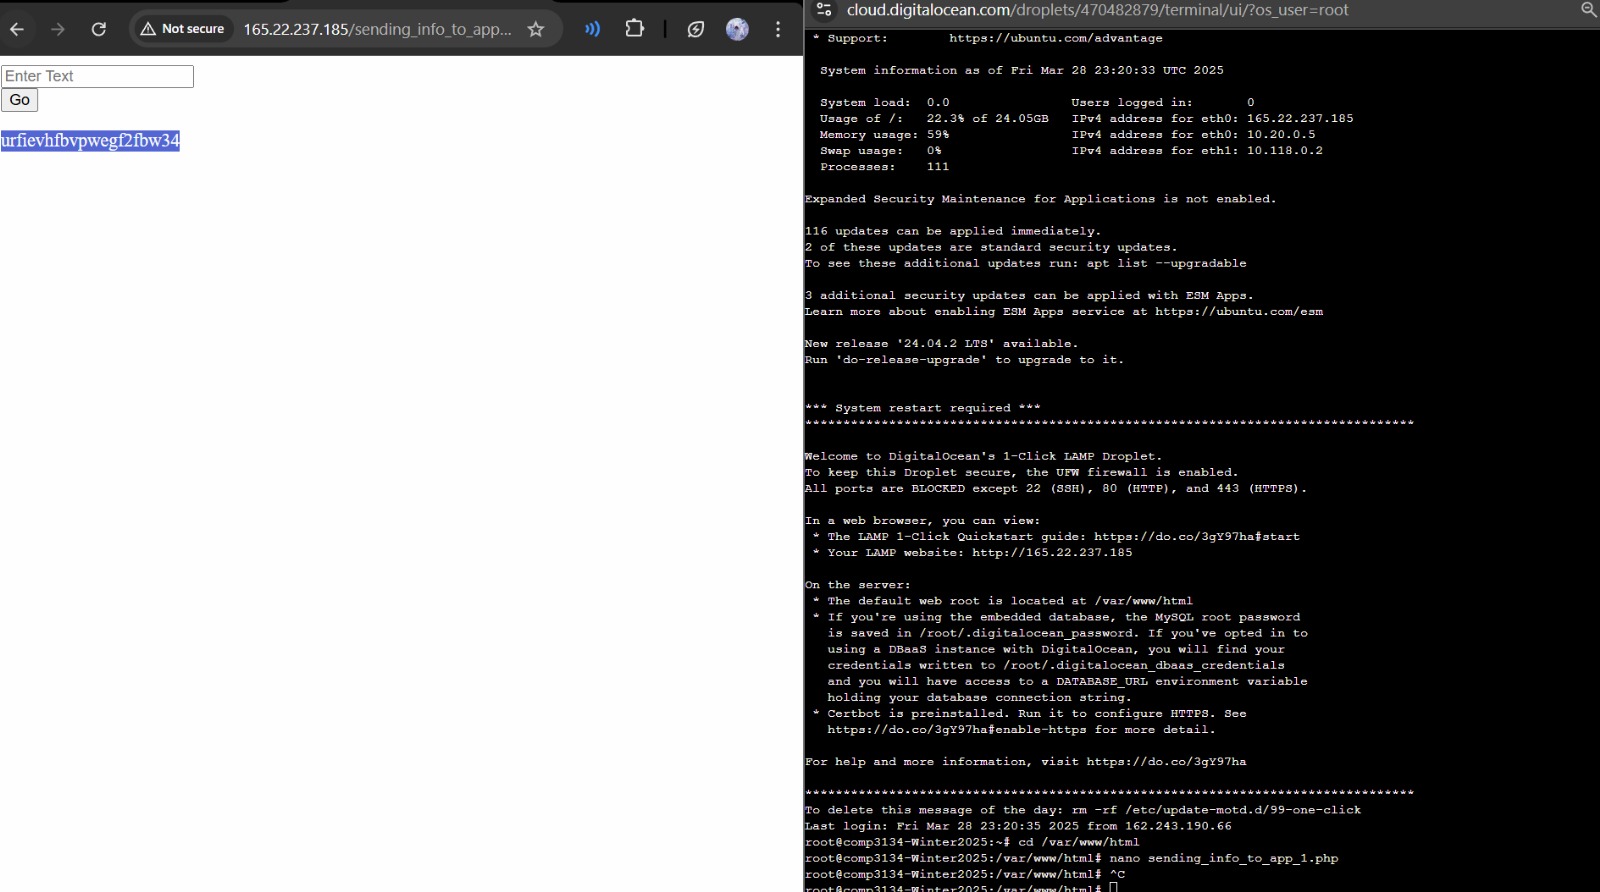 Not secure 165.22.237.185/sending_info_to_app...
Enter Text
Go
urfievhfbvpwegf2fbw34
cloud.digitalocean.com/droplets/470482879/terminal/ui/?os_user=root
* Support: https://ubuntu.com/advantage
System information as of Fri Mar 28 23:20:33 UTC 2025
System load: 0.0 Users logged in: 0
Usage of /: 22.3% of 24.05GB IPv4 address for eth0: 165.22.237.185
Memory usage: 59% IPv4 address for eth0: 10.20.0.5
Swap usage: 0% IPv4 address for eth1: 10.118.0.2
Processes: 111
Expanded Security Maintenance for Applications is not enabled.
116 updates can be applied immediately.
2 of these updates are standard security updates.
To see these additional updates run: apt list --upgradable
3 additional security updates can be applied with ESM Apps.
Learn more about enabling ESM Apps service at https://ubuntu.com/esm
New release '24.04.2 LTS' available.
Run 'do-release-upgrade' to upgrade to it.
*** System restart required ***
********************************************************************************
Welcome to DigitalOcean's 1-Click LAMP Droplet.
To keep this Droplet secure, the UFW firewall is enabled.
All ports are BLOCKED except 22 (SSH), 80 (HTTP), and 443 (HTTPS).
In a web browser, you can view:
* The LAMP 1-Click Quickstart guide: https://do.co/3gY97ha#start
* Your LAMP website: http://165.22.237.185
On the server:
* The default web root is located at /var/www/html
* If you're using the embedded database, the MySQL root password
is saved in /root/.digitalocean_password. If you've opted in to
using a DBaaS instance with DigitalOcean, you will find your
credentials written to /root/.digitalocean_dbaas_credentials
and you will have access to a DATABASE_URL environment variable
holding your database connection string.
* Certbot is preinstalled. Run it to configure HTTPS. See
https://do.co/3gY97ha#enable-https for more detail.
For help and more information, visit https://do.co/3gY97ha
********************************************************************************
To delete this message of the day: rm -rf /etc/update-motd.d/99-one-click
Last login: Fri Mar 28 23:20:35 2025 from 162.243.190.66
root@comp3134-Winter2025:~# cd /var/www/html
root@comp3134-Winter2025:/var/www/html# nano sending_info_to_app_1.php
root@comp3134-Winter2025:/var/www/html# ^C
root@comp3134-Winter2025:/var/www/html#